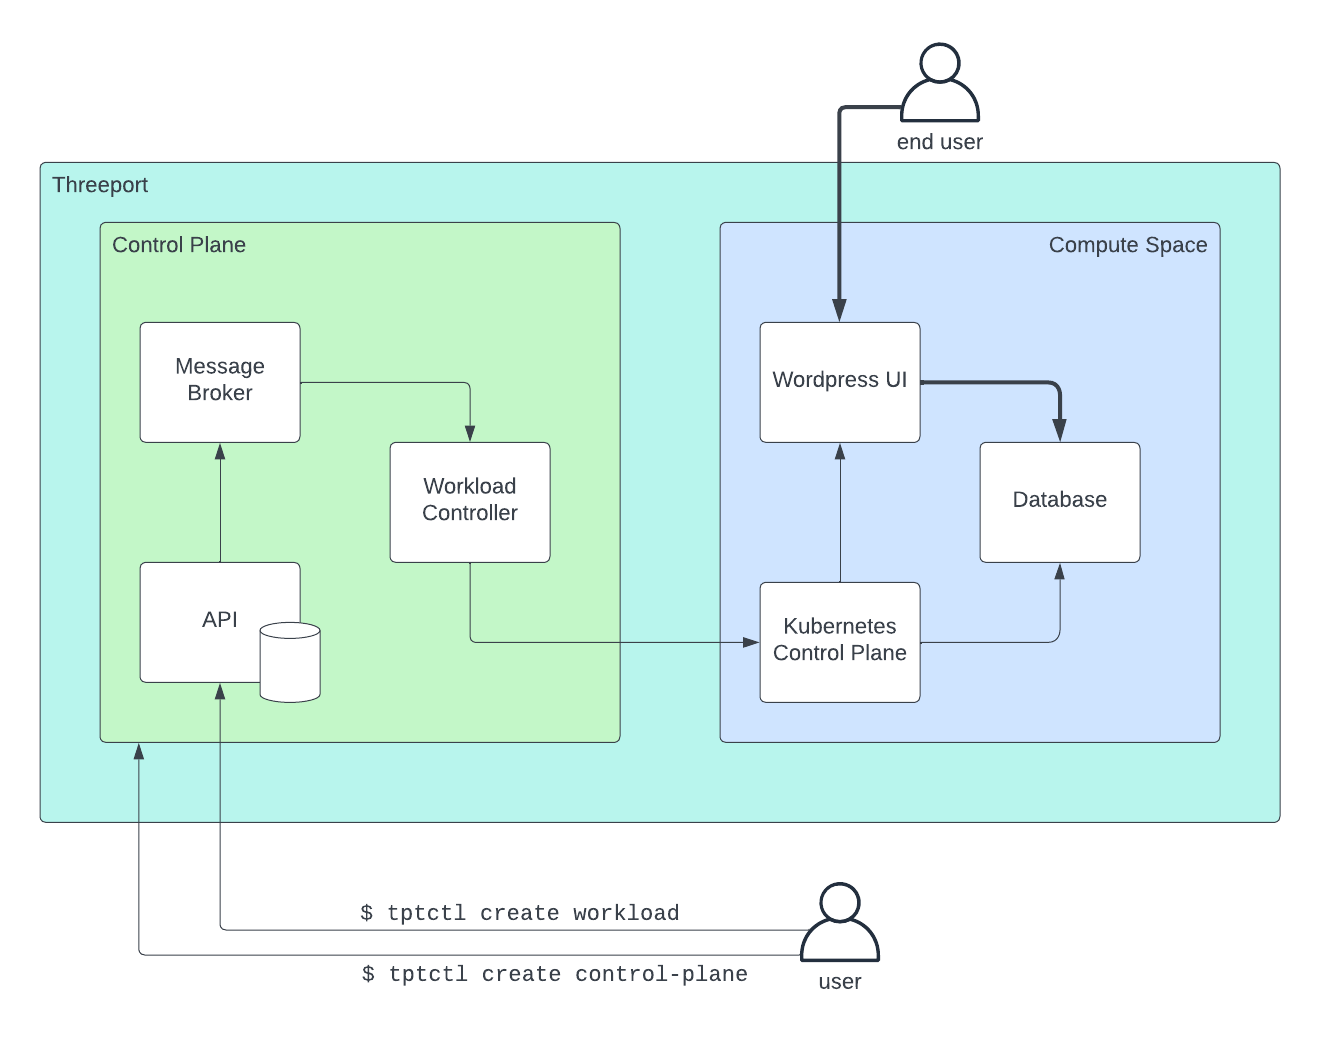 end user
Threeport
Control Plane
Compute Space
Message
Broker
Wordpress UI
Workload
Controller
Database
API
Kubernetes
Control Plane
$ tptctl create workload
$ tptctl create control-plane
user